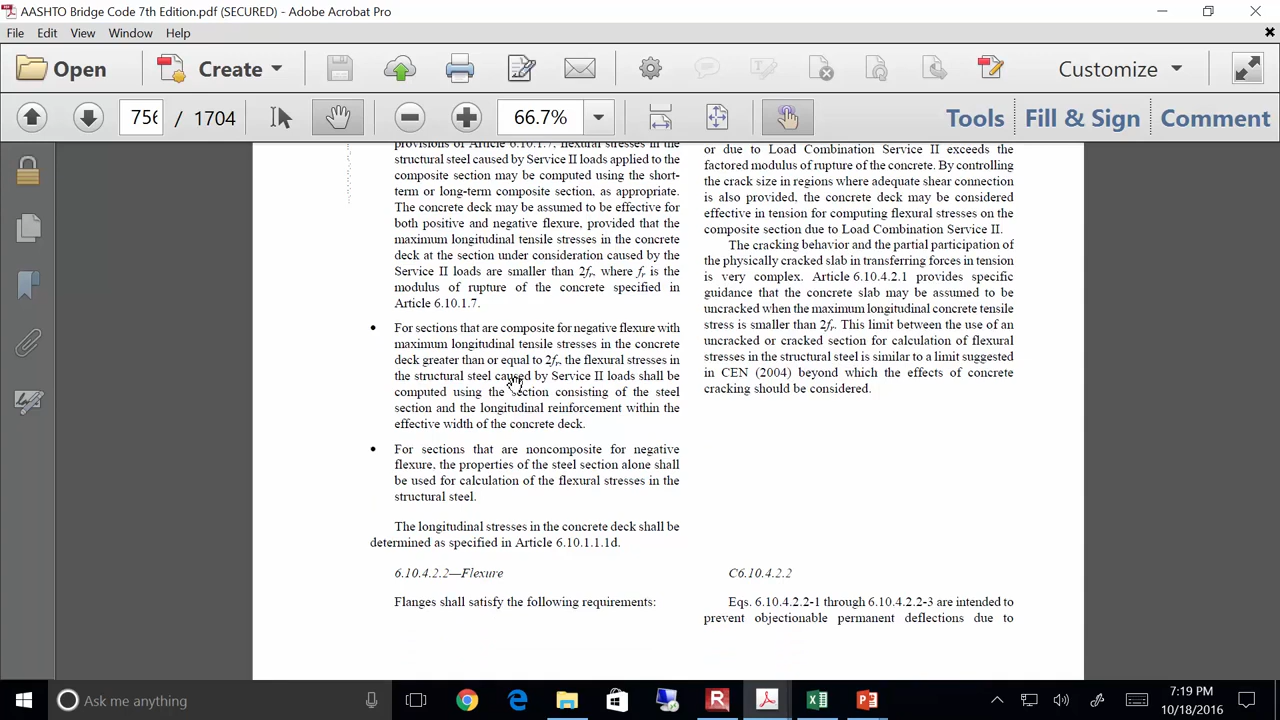 AASHTO Bridge Code 7th Edition.pdf (SECURED) - Adobe Acrobat Pro
File Edit View Window Help
Open Create Customize
756 / 1704 66.7% Tools Fill & Sign Comment
provisions of Article 6.10.1.7, flexural stresses in the
structural steel caused by Service II loads applied to the
composite section may be computed using the short-
term or long-term composite section, as appropriate.
The concrete deck may be assumed to be effective for
both positive and negative flexure, provided that the
maximum longitudinal tensile stresses in the concrete
deck at the section under consideration caused by the
Service II loads are smaller than 2fr, where fr is the
modulus of rupture of the concrete specified in
Article 6.10.1.7.
• For sections that are composite for negative flexure with
maximum longitudinal tensile stresses in the concrete
deck greater than or equal to 2fr, the flexural stresses in
the structural steel caused by Service II loads shall be
computed using the section consisting of the steel
section and the longitudinal reinforcement within the
effective width of the concrete deck.
• For sections that are noncomposite for negative
flexure, the properties of the steel section alone shall
be used for calculation of the flexural stresses in the
structural steel.
The longitudinal stresses in the concrete deck shall be
determined as specified in Article 6.10.1.1.1d.
6.10.4.2.2—Flexure
Flanges shall satisfy the following requirements:
or due to Load Combination Service II exceeds the
factored modulus of rupture of the concrete. By controlling
the crack size in regions where adequate shear connection
is also provided, the concrete deck may be considered
effective in tension for computing flexural stresses on the
composite section due to Load Combination Service II.
The cracking behavior and the partial participation of
the physically cracked slab in transferring forces in tension
is very complex. Article 6.10.4.2.1 provides specific
guidance that the concrete slab may be assumed to be
uncracked when the maximum longitudinal concrete tensile
stress is smaller than 2fr. This limit between the use of an
uncracked or cracked section for calculation of flexural
stresses in the structural steel is similar to a limit suggested
in CEN (2004) beyond which the effects of concrete
cracking should be considered.
C6.10.4.2.2
Eqs. 6.10.4.2.2-1 through 6.10.4.2.2-3 are intended to
prevent objectionable permanent deflections due to
Ask me anything
7:19 PM
10/18/2016